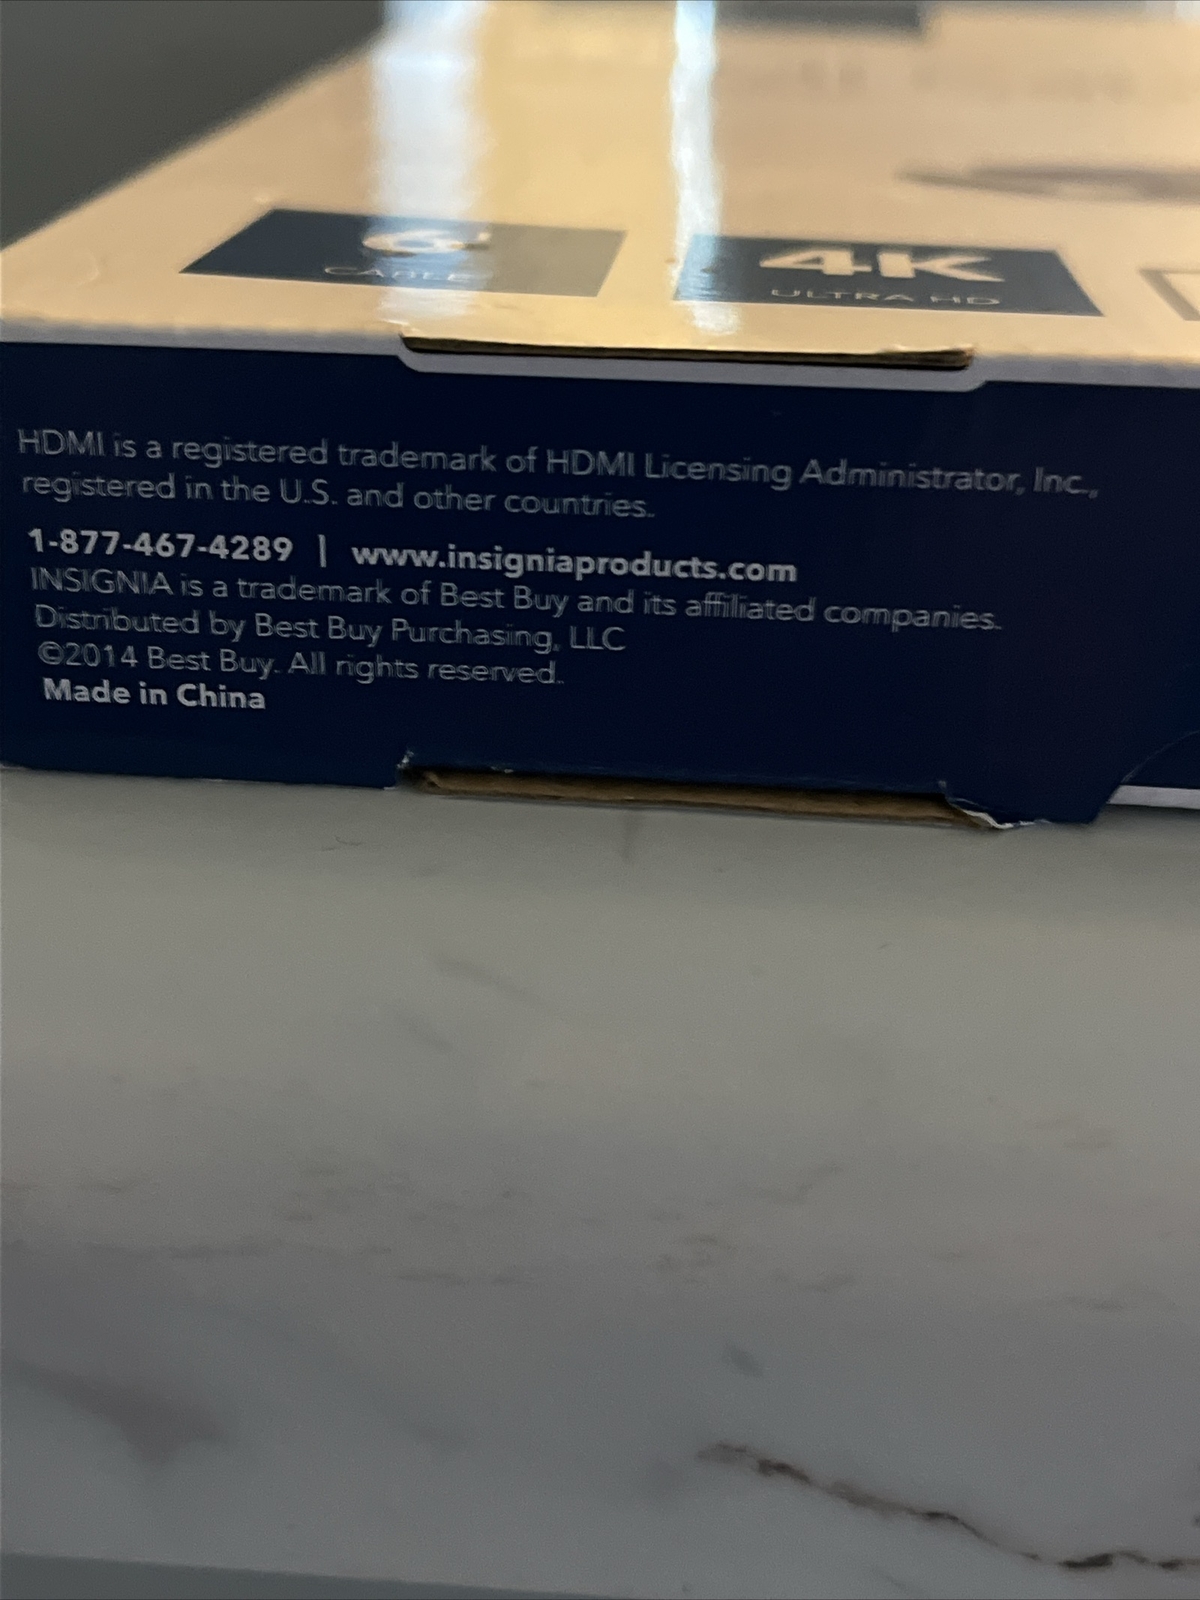 6'
CABLE
4K
ULTRA HD
HDMI is a registered trademark of HDMI Licensing Administrator, Inc.,
registered in the U.S. and other countries.
1-877-467-4289 | www.insigniaproducts.com
INSIGNIA is a trademark of Best Buy and its affiliated companies.
Distributed by Best Buy Purchasing, LLC
©2014 Best Buy. All rights reserved.
Made in China